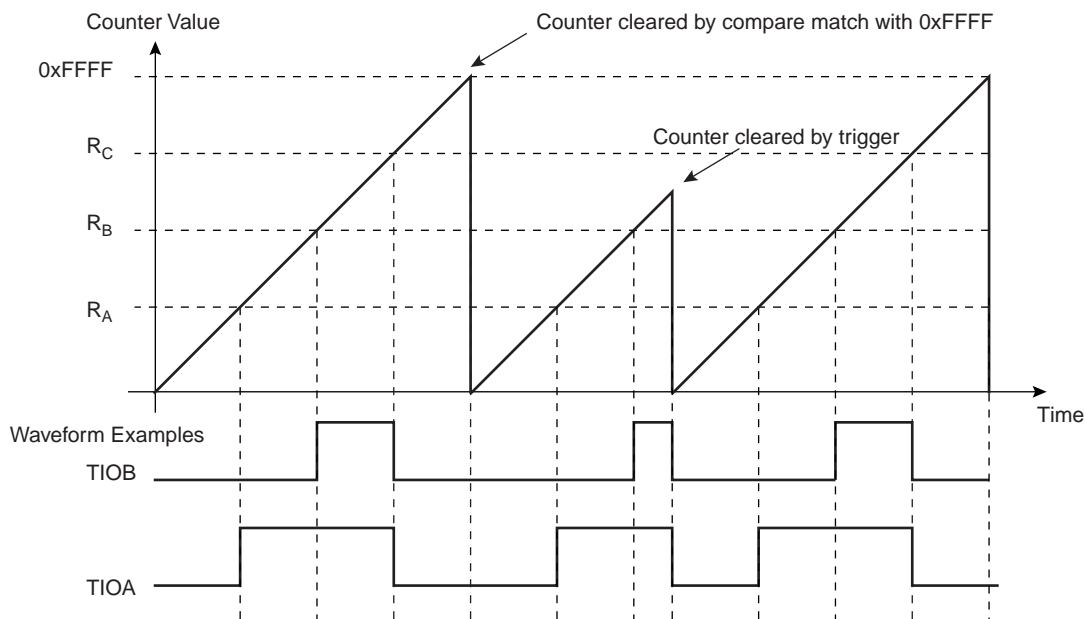 Counter Value
Counter cleared by compare match with 0xFFFF
0xFFFF
RC
Counter cleared by trigger
RB
RA
Time
Waveform Examples
TIOB
TIOA